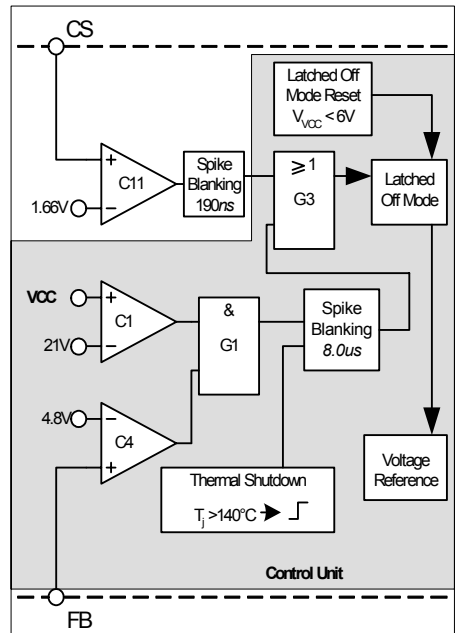 CS
Latched Off
Mode Reset
V_VCC < 6V
+
C11
−
1.66V
Spike
Blanking
190ns
≥ 1
G3
Latched
Off Mode
VCC
+
C1
−
21V
&
G1
Spike
Blanking
8.0us
4.8V
−
C4
+
Thermal Shutdown
T_j >140°C
Voltage
Reference
Control Unit
FB